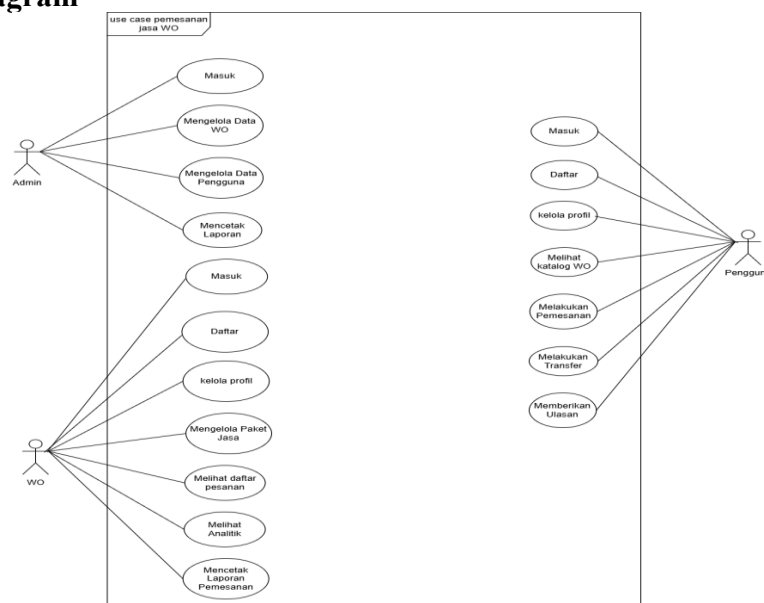 use case pemesanan
jasa WO
Masuk
Mengelola Data
WO
Mengelola Data
Pengguna
Mencetak
Laporan
Admin
Masuk
Daftar
kelola profil
Mengelola Paket
Jasa
Melihat daftar
pesanan
Melihat
Analitik
Mencetak
Laporan
Pemesanan
WO
Masuk
Daftar
kelola profil
Melihat
katalog WO
Melakukan
Pemesanan
Melakukan
Transfer
Memberikan
Ulasan